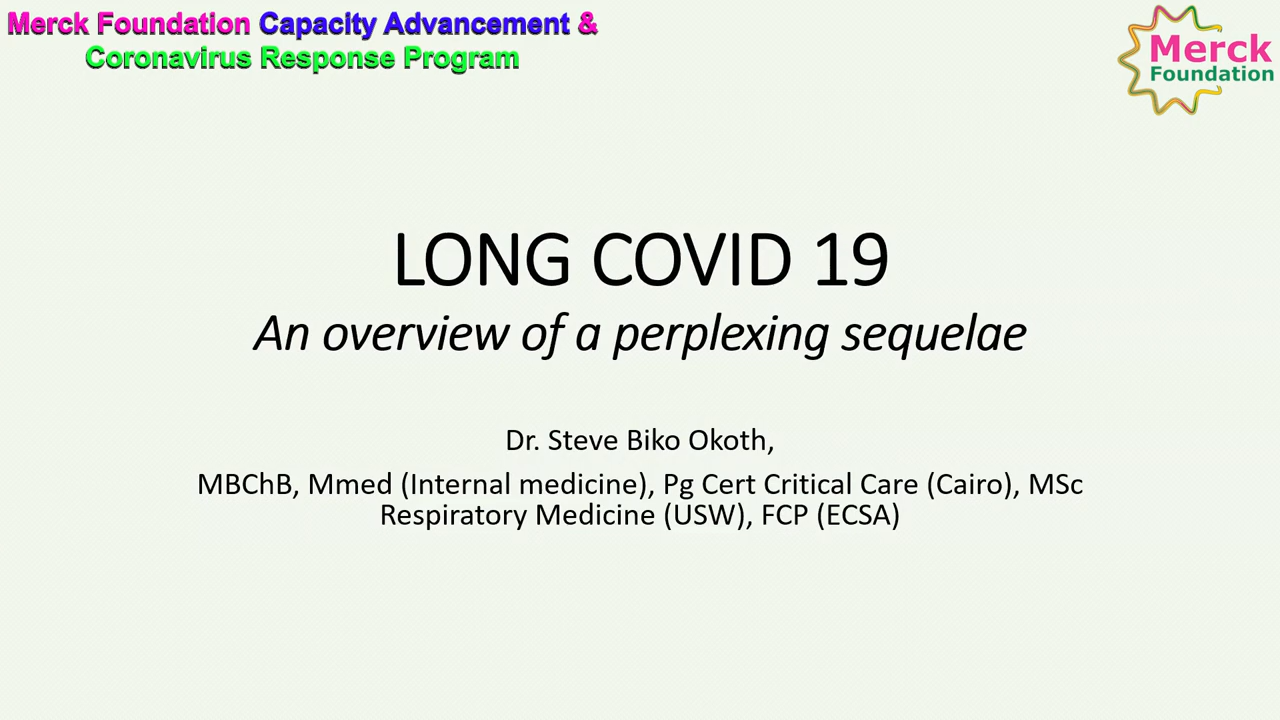 Merck Foundation Capacity Advancement &
Coronavirus Response Program
Merck
Foundation
LONG COVID 19
An overview of a perplexing sequelae
Dr. Steve Biko Okoth,
MBChB, Mmed (Internal medicine), Pg Cert Critical Care (Cairo), MSc
Respiratory Medicine (USW), FCP (ECSA)